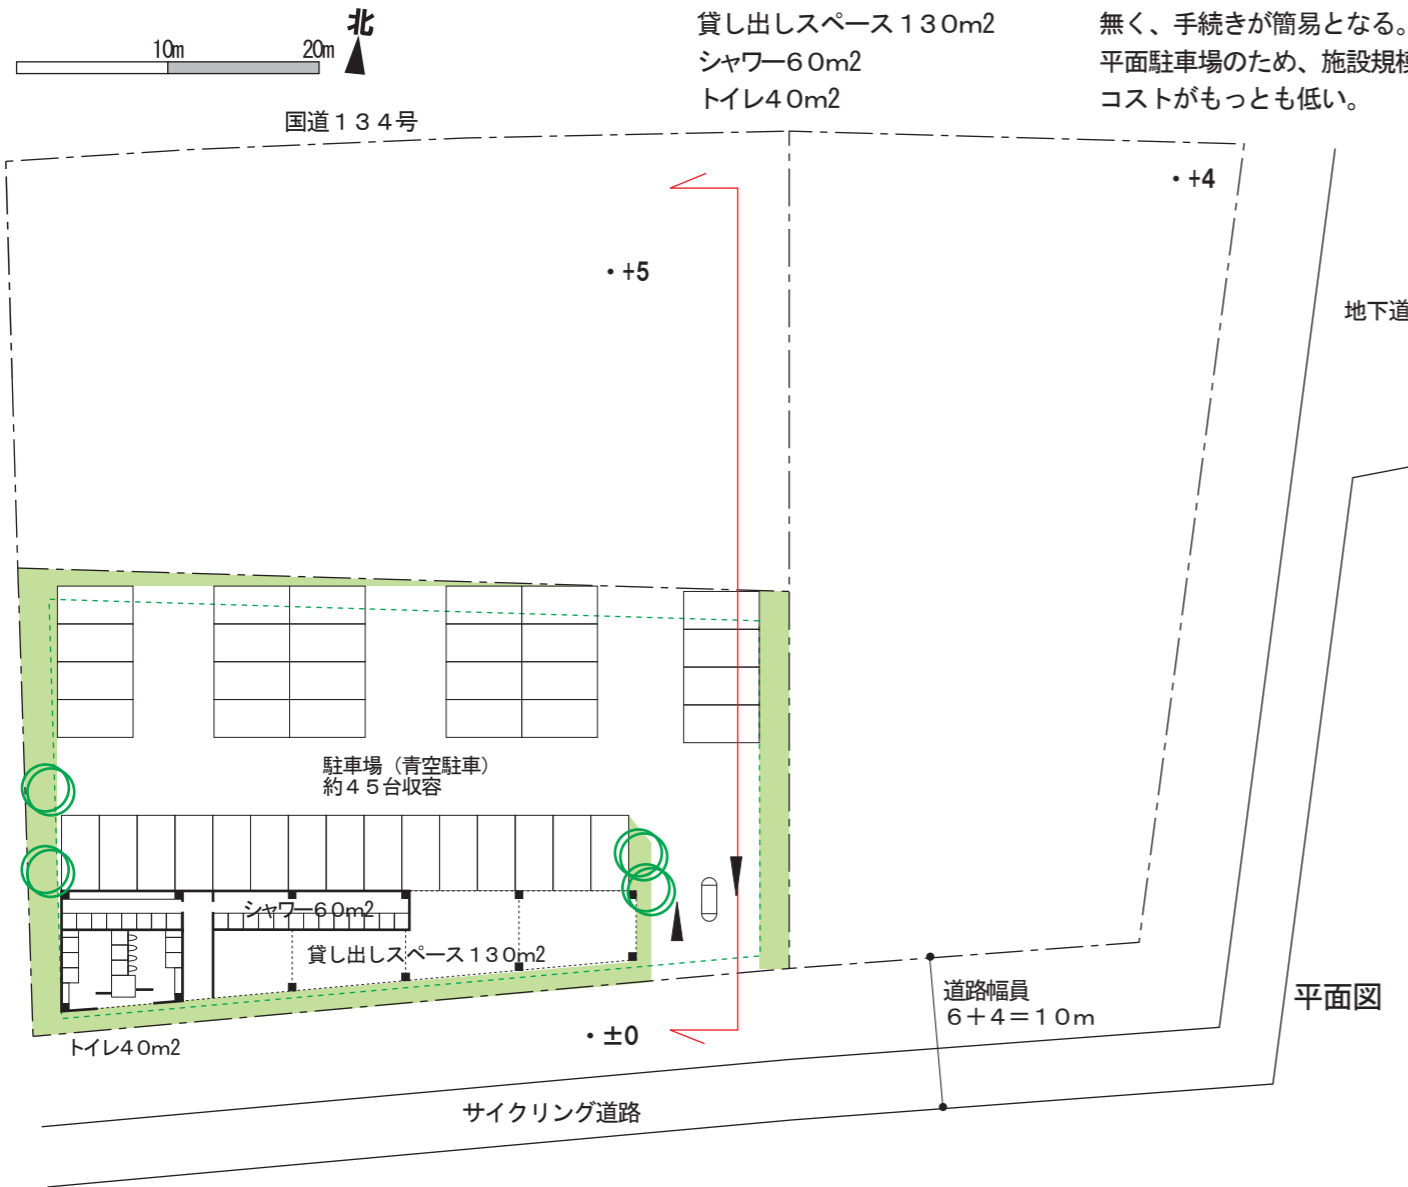 貸し出しスペース１３０m2
シャワー６０m2
トイレ４０m2
無く、手続きが簡易となる。
平面駐車場のため、施設規模
コストがもっとも低い。
10m
20m
北
国道１３４号
・+4
・+5
地下道
駐車場（青空駐車）
約４５台収容
シャワー６０m2
貸し出しスペース１３０m2
道路幅員
６＋４＝１０ｍ
平面図
・±0
トイレ４０m2
サイクリング道路